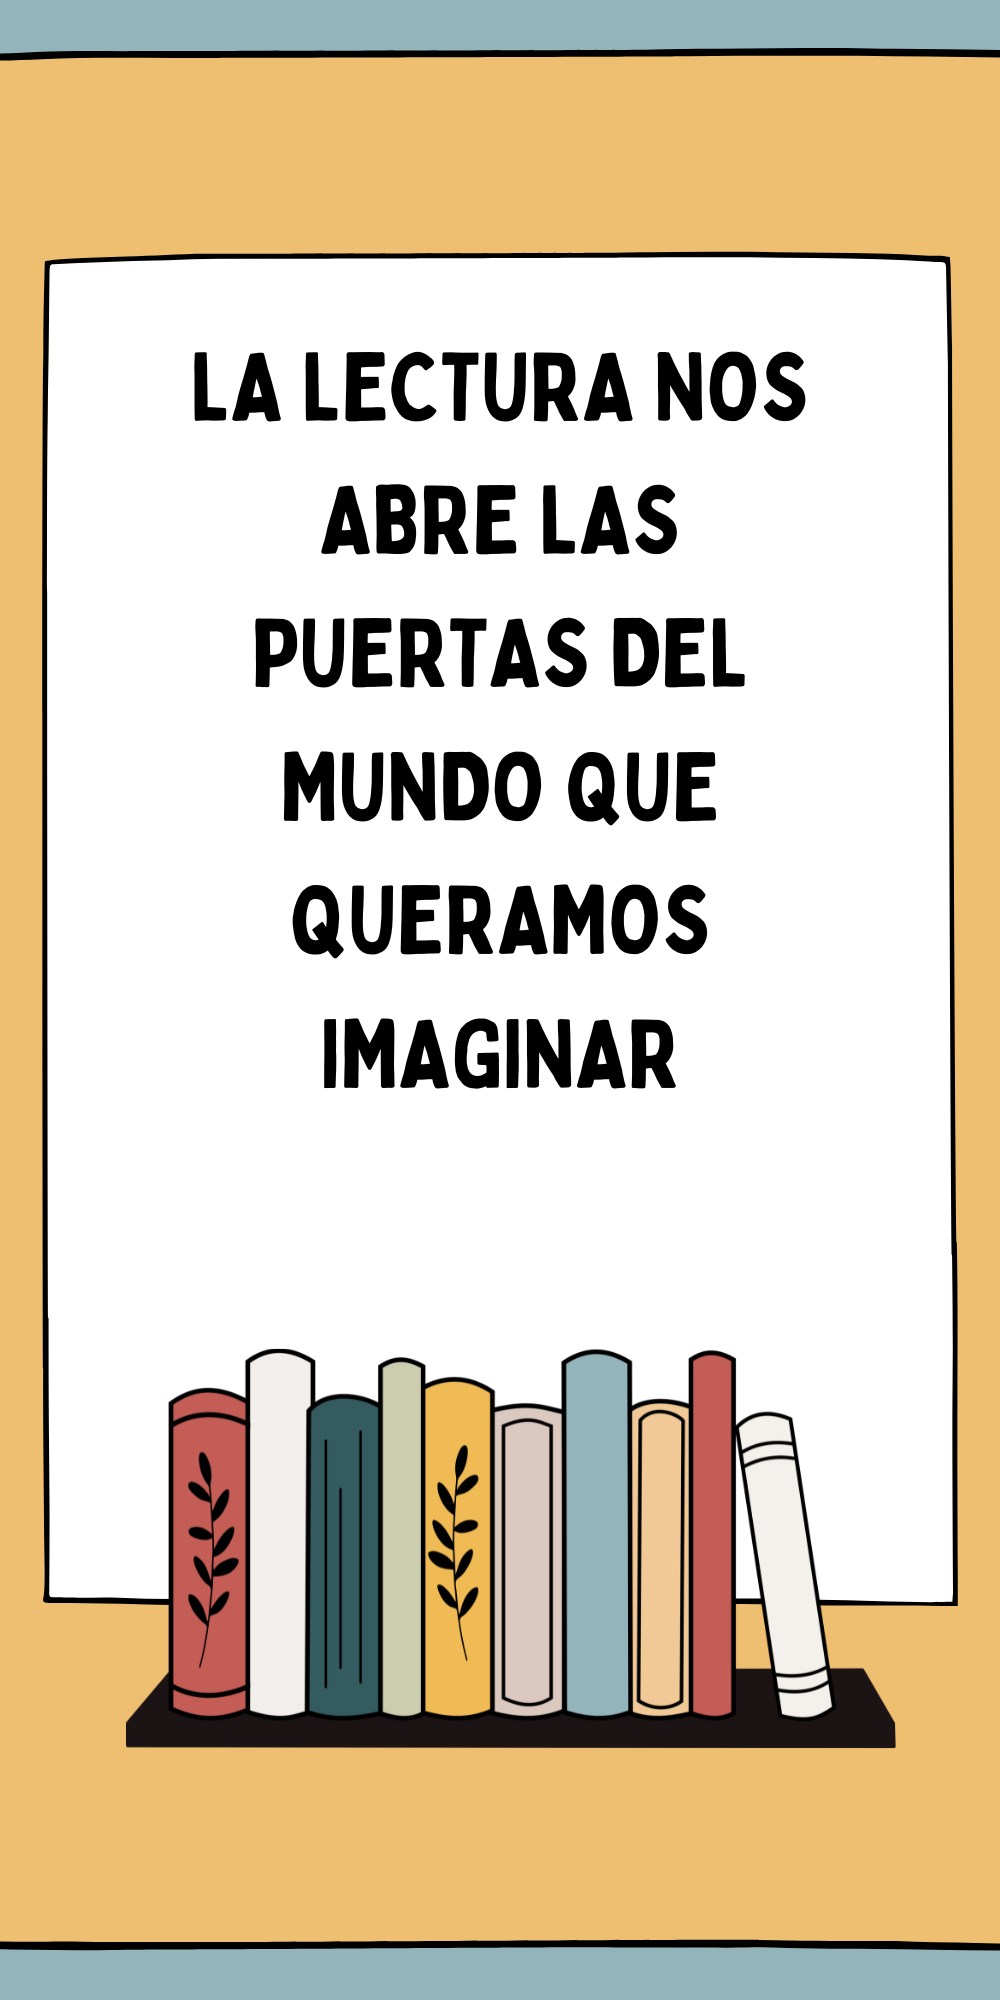 LA LECTURA NOS
ABRE LAS
PUERTAS DEL
MUNDO QUE
QUERAMOS
IMAGINAR